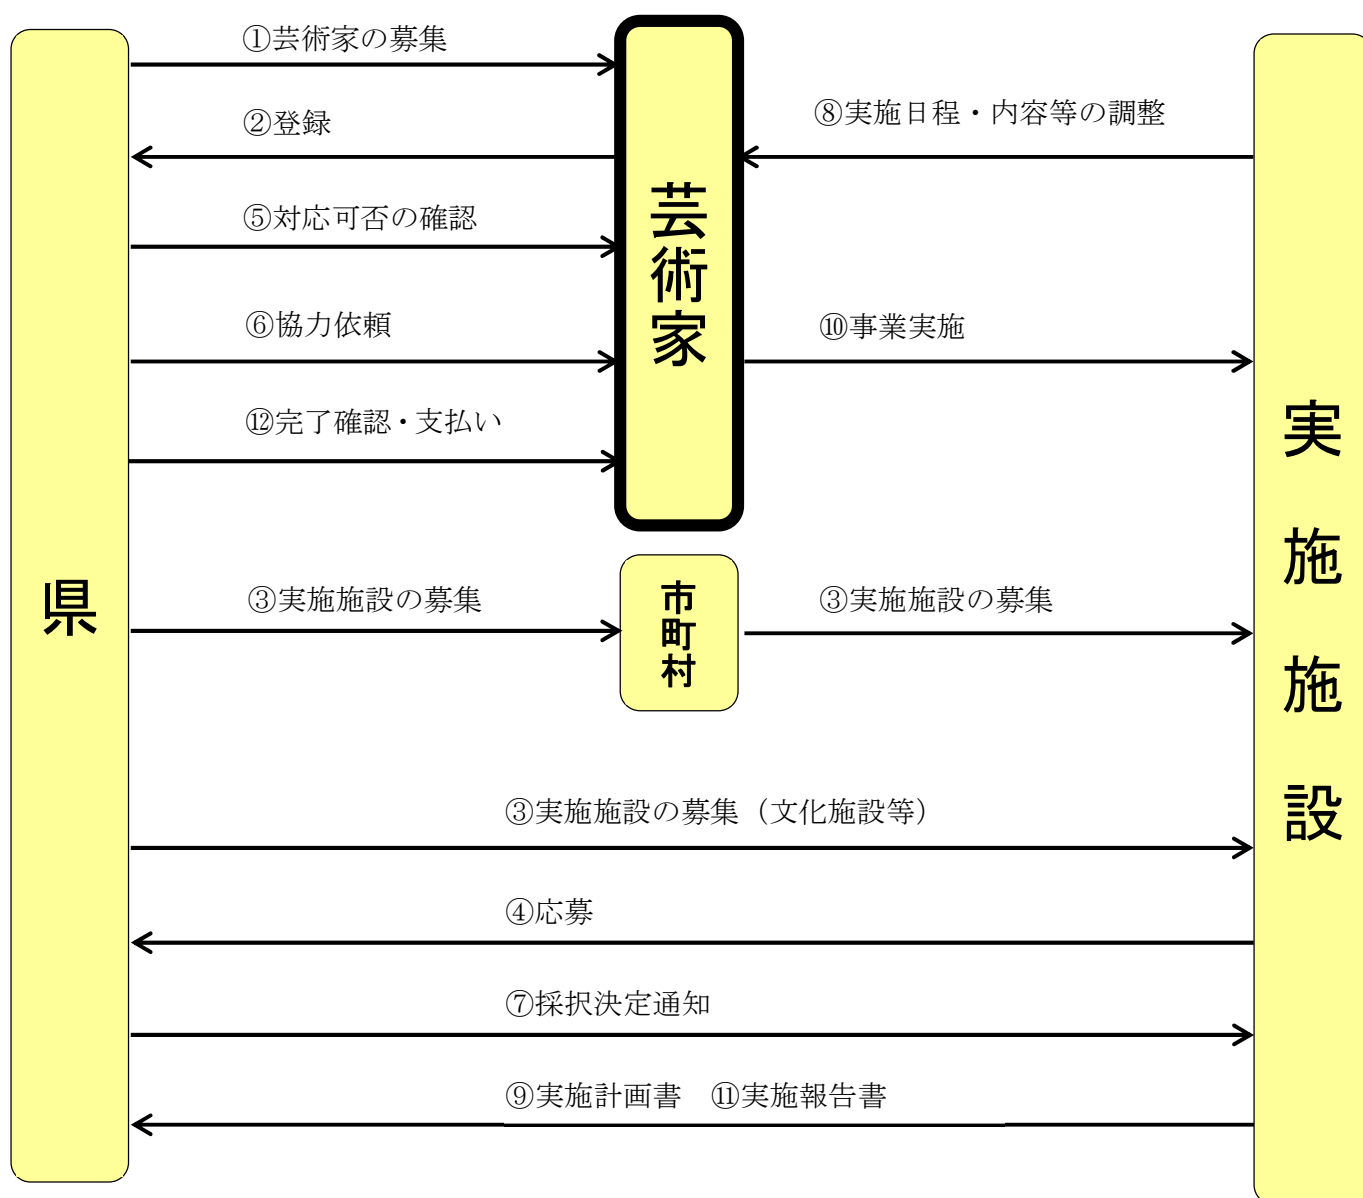 県
①芸術家の募集
②登録
⑤対応可否の確認
⑥協力依頼
⑫完了確認・支払い
芸術家
⑧実施日程・内容等の調整
⑩事業実施
③実施施設の募集
市町村
③実施施設の募集
③実施施設の募集（文化施設等）
④応募
⑦採択決定通知
⑨実施計画書　⑪実施報告書
実施施設